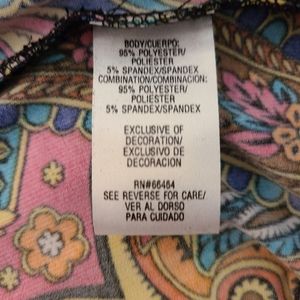 BODY/CUERPO:
95% POLYESTER/
POLIESTER
5% SPANDEX/SPANDEX
COMBINATION/COMBINACION:
95% POLYESTER/
POLIESTER
5% SPANDEX/SPANDEX
EXCLUSIVE OF
DECORATION/
EXCLUSIVO DE
DECORACION
RN#66464
SEE REVERSE FOR CARE/
VER AL DORSO
PARA CUIDADO